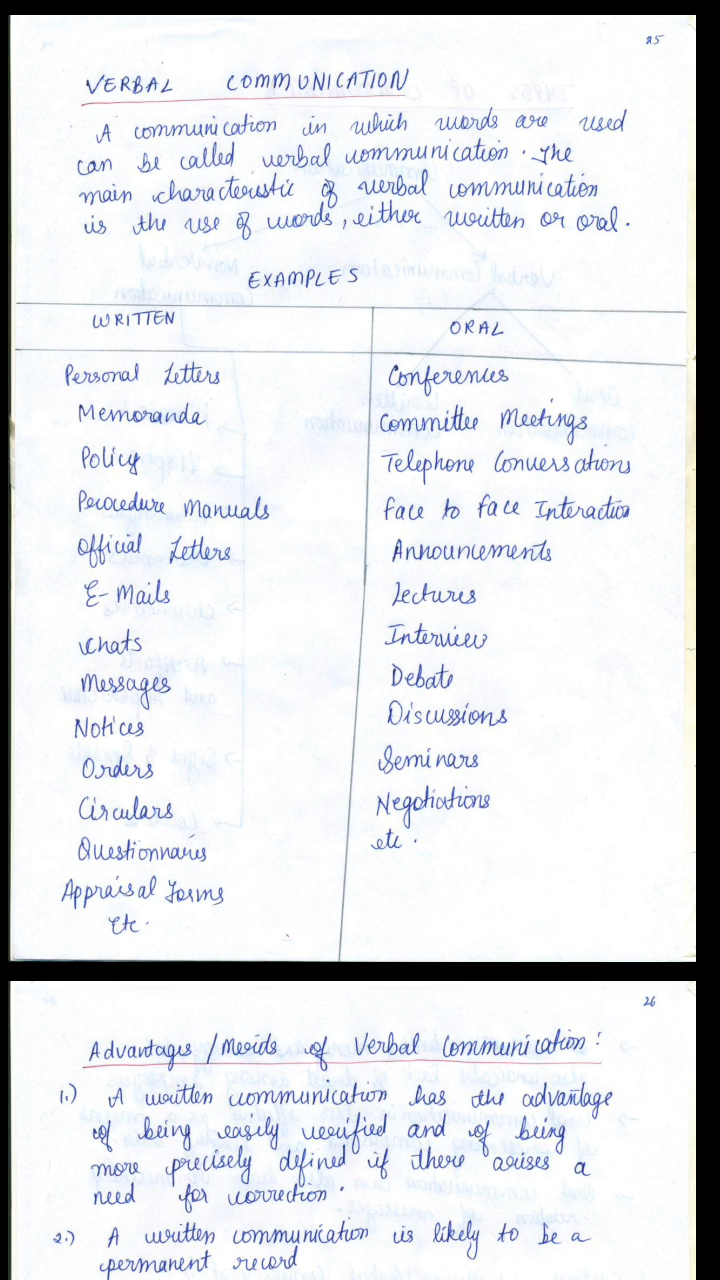 25
VERBAL COMMUNICATION
A communication in which words are used
can be called verbal communication. The
main characteristic of verbal communication
is the use of words, either written or oral.
EXAMPLES
WRITTEN
Personal Letters
Memoranda
Policy
Procedure Manuals
Official Letters
E-Mails
Chats
Messages
Notices
Orders
Circulars
Questionnaires
Appraisal Forms
Etc.
ORAL
Conferences
Committee Meetings
Telephone Conversations
Face to face Interaction
Announcements
Lectures
Interview
Debate
Discussions
Seminars
Negotiations
etc.
26
Advantages/Merits of Verbal Communication:
1.) A written communication has the advantage
of being easily verified and of being
more precisely defined if there arises a
need for correction.
2.) A written communication is likely to be a
permanent record